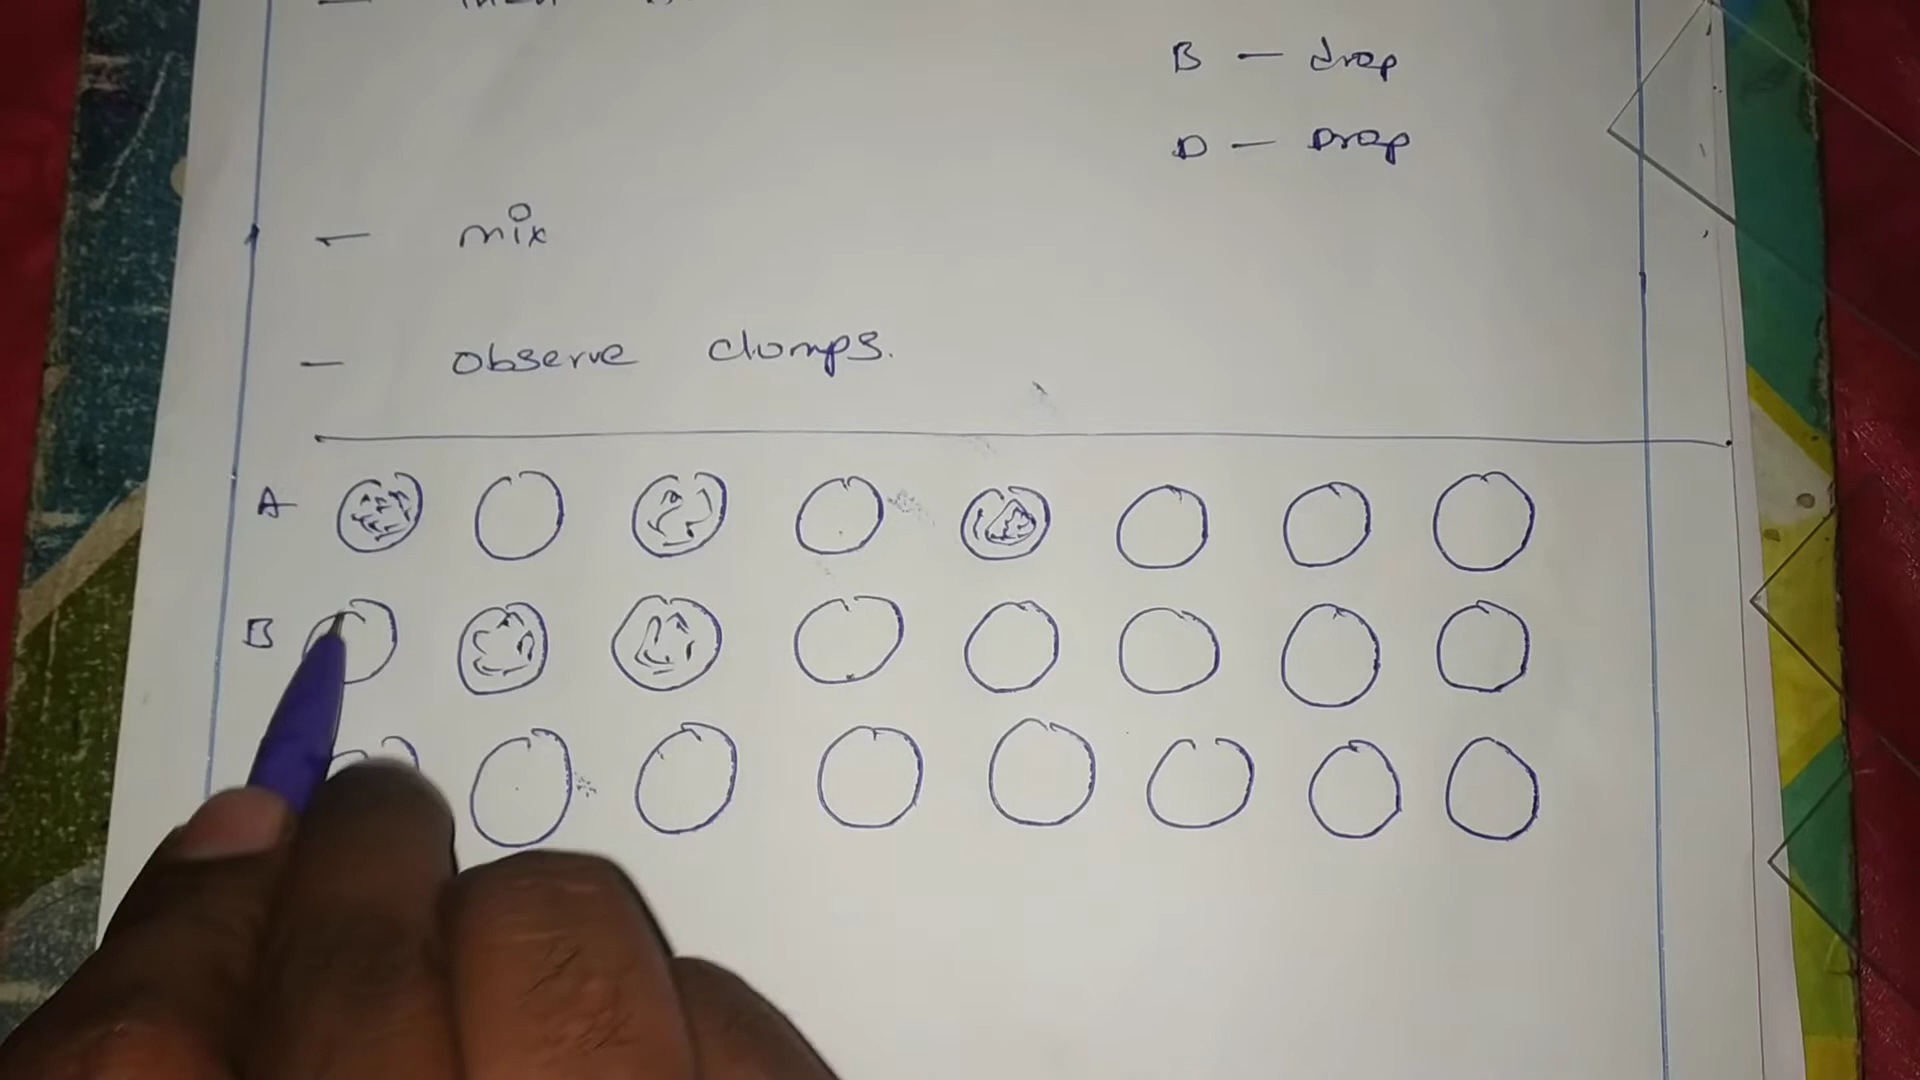 B – drop
D – Drop
– mix
– observe clumps.
A
B